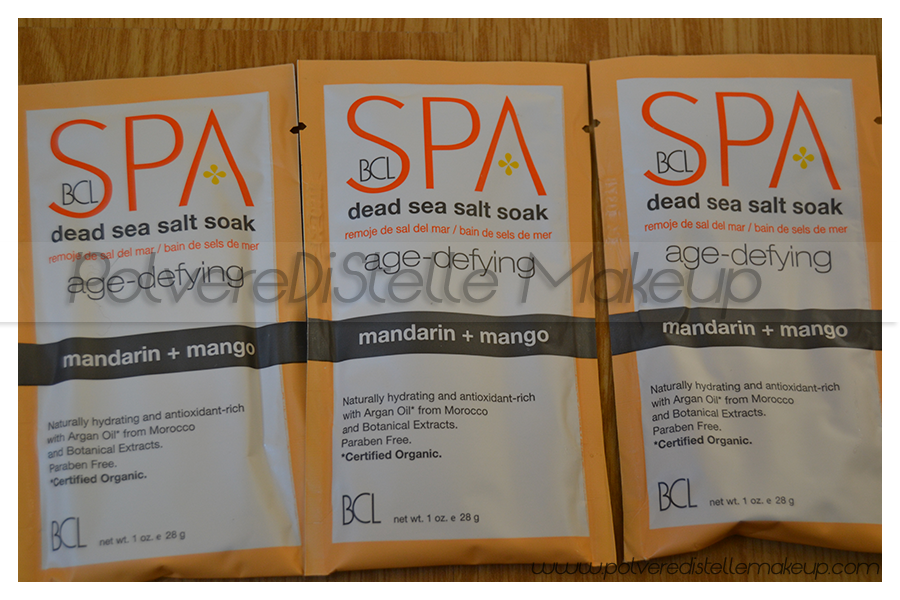 SPA
BCL
dead sea salt soak
remoje de sal del mar / bain de sels de mer
age-defying
mandarin + mango
Naturally hydrating and antioxidant-rich
with Argan Oil* from Morocco
and Botanical Extracts.
Paraben Free.
*Certified Organic.
BCL net wt. 1 oz. e 28 g
SPA
BCL
dead sea salt soak
remoje de sal del mar / bain de sels de mer
age-defying
mandarin + mango
Naturally hydrating and antioxidant-rich
with Argan Oil* from Morocco
and Botanical Extracts.
Paraben Free.
*Certified Organic.
BCL net wt. 1 oz. e 28 g
SPA
BCL
dead sea salt soak
remoje de sal del mar / bain de sels de mer
age-defying
mandarin + mango
Naturally hydrating and antioxidant-rich
with Argan Oil* from Morocco
and Botanical Extracts.
Paraben Free.
*Certified Organic.
BCL net wt. 1 oz. e 28 g
PolvereDiStelle Makeup
www.polveredistellemakeup.com